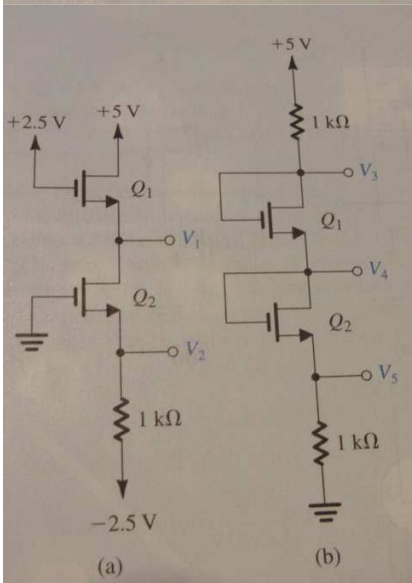 +5 V
+2.5 V
+5 V
1 kΩ
V3
Q1
Q1
V1
V4
Q2
Q2
V2
V5
1 kΩ
1 kΩ
−2.5 V
(a)
(b)